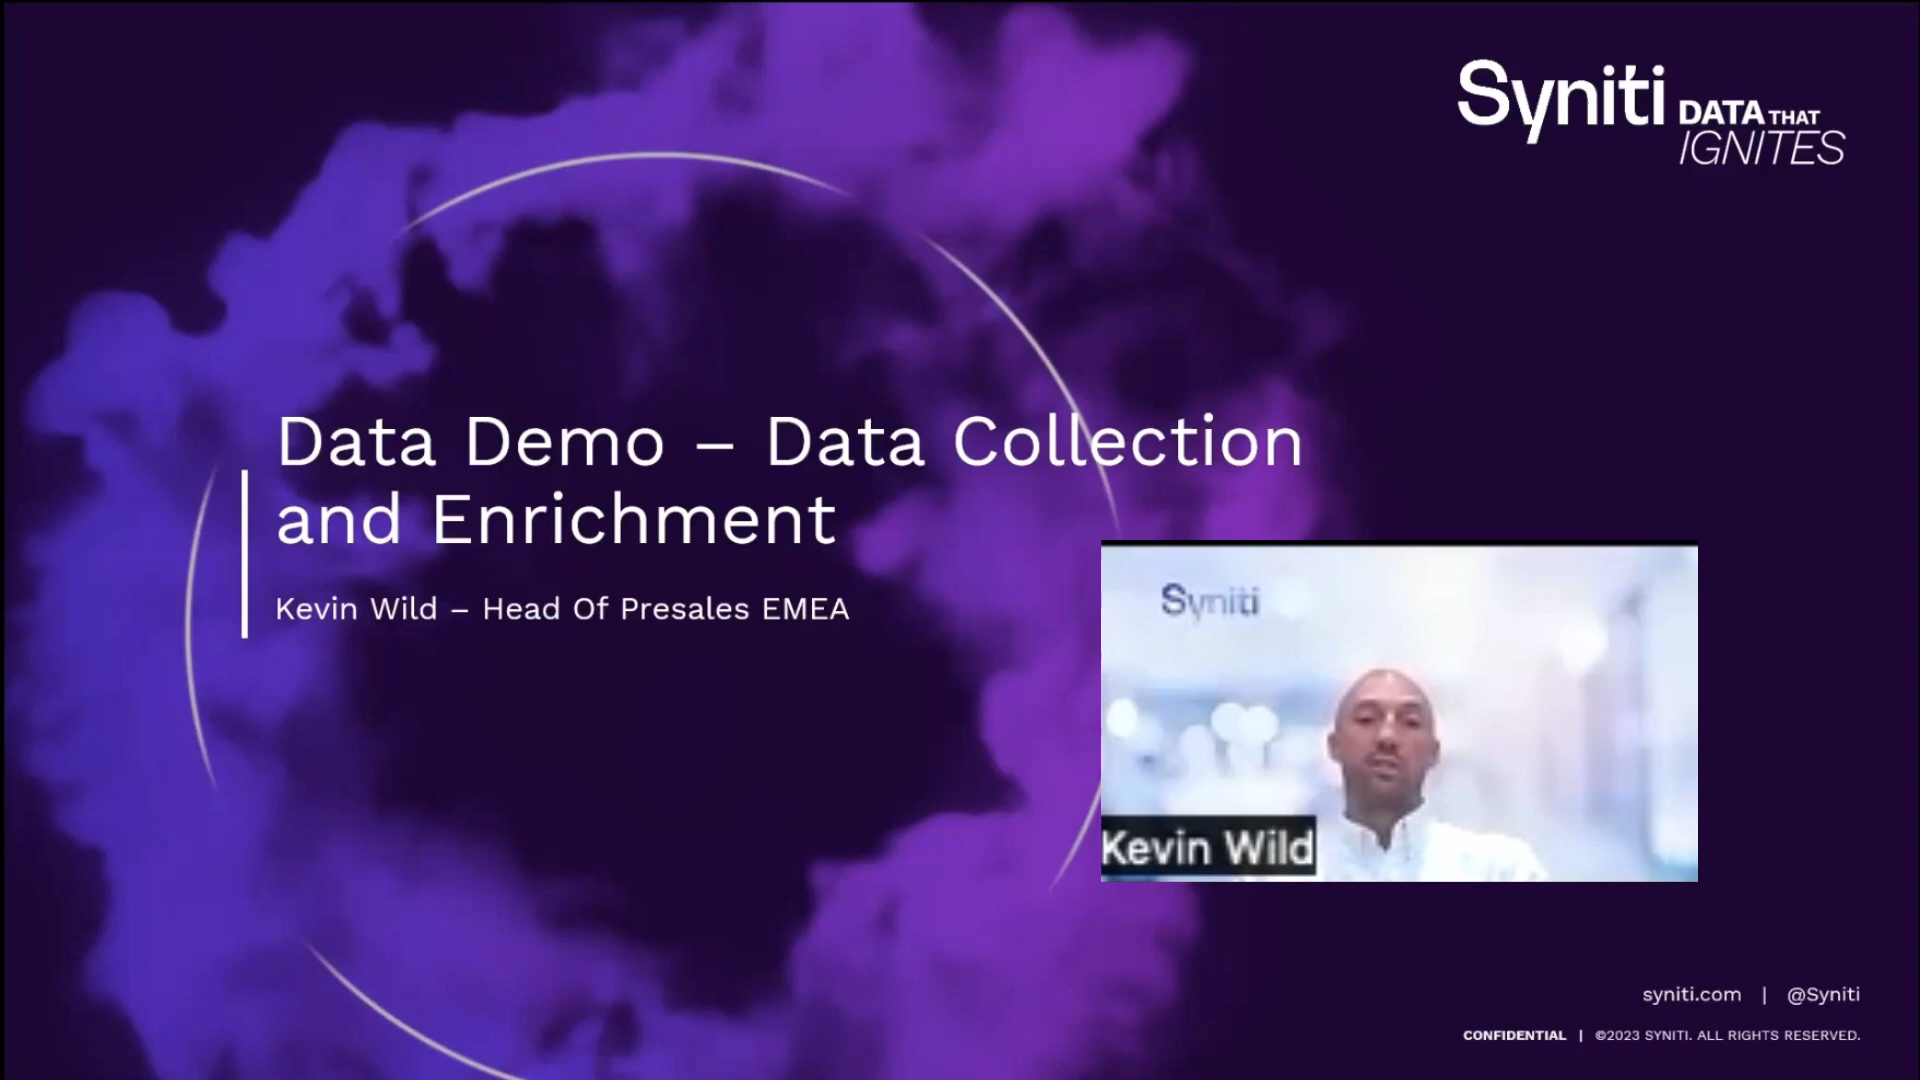 Syniti DATA THAT
IGNITES
Data Demo – Data Collection
and Enrichment
Kevin Wild – Head Of Presales EMEA
Syniti
Kevin Wild
syniti.com | @Syniti
CONFIDENTIAL | ©2023 SYNITI. ALL RIGHTS RESERVED.